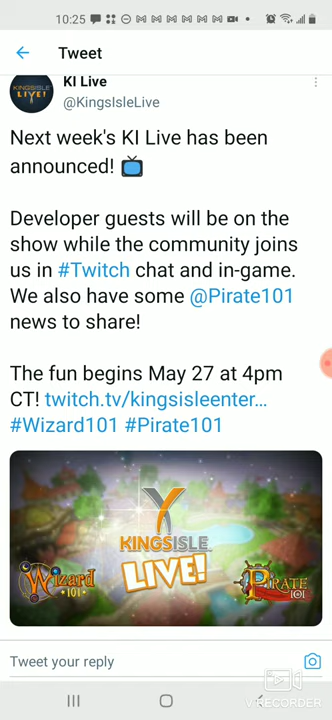 10:25
Tweet
KI Live
@KingsIsleLive
Next week's KI Live has been
announced!
Developer guests will be on the
show while the community joins
us in #Twitch chat and in-game.
We also have some @Pirate101
news to share!
The fun begins May 27 at 4pm
CT! twitch.tv/kingsisleenter...
#Wizard101 #Pirate101
KINGSISLE
LIVE!
Wizard
101
PIRATE
101
Tweet your reply
V RECORDER